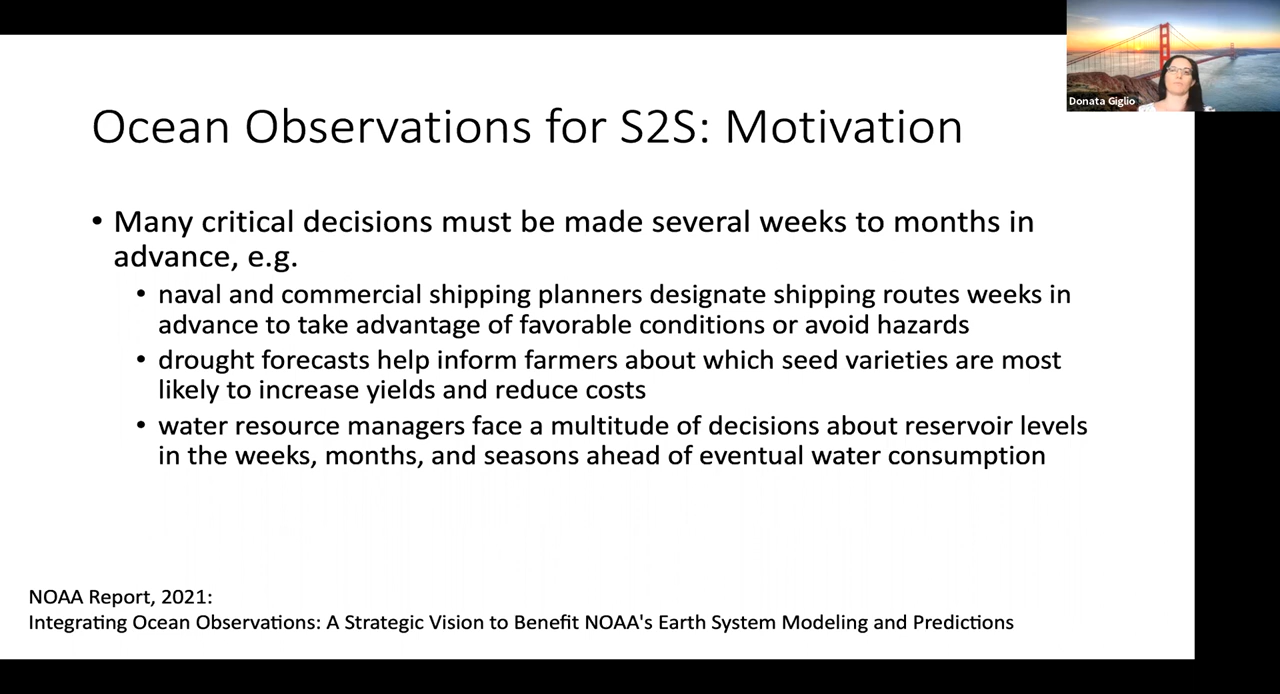 Donata Giglio
Ocean Observations for S2S: Motivation
• Many critical decisions must be made several weeks to months in
advance, e.g.
• naval and commercial shipping planners designate shipping routes weeks in
advance to take advantage of favorable conditions or avoid hazards
• drought forecasts help inform farmers about which seed varieties are most
likely to increase yields and reduce costs
• water resource managers face a multitude of decisions about reservoir levels
in the weeks, months, and seasons ahead of eventual water consumption
NOAA Report, 2021:
Integrating Ocean Observations: A Strategic Vision to Benefit NOAA's Earth System Modeling and Predictions